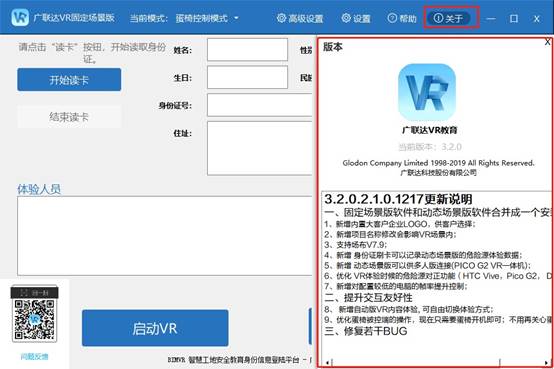 广联达VR固定场景版 当前模式：蛋椅控制模式 高级设置 设置 帮助 关于
请点击“读卡”按钮，开始读取身份证。
开始读卡
结束读卡
姓名：
生日：
身份证号：
住址：
体验人员
扫一扫
问题反馈
启动VR
BIMVR 智慧工地安全教育身份信息登陆平台 -
版本
VR
广联达VR教育
当前版本：3.2.0
Glodon Company Limited 1998-2019 All Rights Reserved.
广联达科技股份有限公司
3.2.0.2.1.0.1217更新说明
一、固定场景版软件和动态场景版软件合并成一个安
1、新增内置大客户企业LOGO，供客户选择；
2、新增项目名称修改会影响VR场景内；
3、支持场布V7.9；
4、新增 身份证刷卡可以记录动态场景版的危险源体验数据；
5、新增 动态场景版可以供多人版连接(PICO G2 VR一体机)；
6、优化 VR体验时候的危险源对正功能（ HTC Vive，Pico G2， D
7、新增对配置较低的电脑的帧率提升控制；
二、提升交互友好性
8、 新增自动版VR内容体验, 可自由切换体验方式；
9、优化蛋椅被控端的操作，现在只需要蛋椅开机即可；不用再关心
三、修复若干BUG